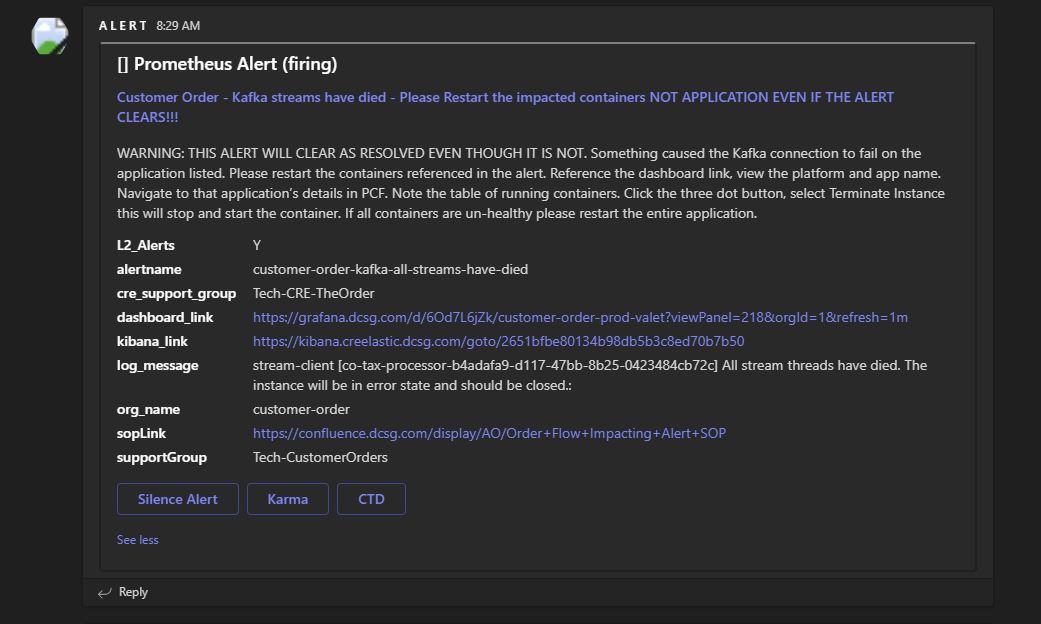 ALERT 8:29 AM
[] Prometheus Alert (firing)
Customer Order - Kafka streams have died - Please Restart the impacted containers NOT APPLICATION EVEN IF THE ALERT
CLEARS!!!
WARNING: THIS ALERT WILL CLEAR AS RESOLVED EVEN THOUGH IT IS NOT. Something caused the Kafka connection to fail on the
application listed. Please restart the containers referenced in the alert. Reference the dashboard link, view the platform and app name.
Navigate to that application's details in PCF. Note the table of running containers. Click the three dot button, select Terminate Instance
this will stop and start the container. If all containers are un-healthy please restart the entire application.
L2_Alerts Y
alertname customer-order-kafka-all-streams-have-died
cre_support_group Tech-CRE-TheOrder
dashboard_link https://grafana.dcsg.com/d/6Od7L6jZk/customer-order-prod-valet?viewPanel=218&orgId=1&refresh=1m
kibana_link https://kibana.creelastic.dcsg.com/goto/2651bfbe80134b98db5b3c8ed70b7b50
log_message stream-client [co-tax-processor-b4adafa9-d117-47bb-8b25-0423484cb72c] All stream threads have died. The
instance will be in error state and should be closed.:
org_name customer-order
sopLink https://confluence.dcsg.com/display/AO/Order+Flow+Impacting+Alert+SOP
supportGroup Tech-CustomerOrders
Silence Alert Karma CTD
See less
Reply